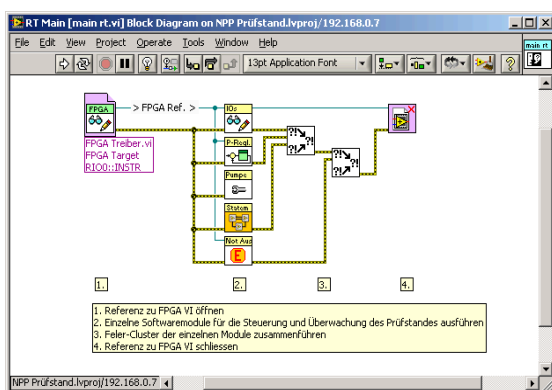 RT Main [main rt.vi] Block Diagram on NPP Prüfstand.lvproj/192.168.0.7
File Edit View Project Operate Tools Window Help
13pt Application Font
main rt
FPGA
> FPGA Ref. >
IOs
P-Regl.
Pumpe
Statem
Not Aus
E
FPGA Treiber.vi
FPGA Target
RIO0::INSTR
?!
?!
?!
?!
?!
?!
1. 2. 3. 4.
1. Referenz zu FPGA VI öffnen
2. Einzelne Softwaremodule für die Steuerung und Überwachung des Prüfstandes ausführen
3. Feler-Cluster der einzelnen Module zusammenführen
4. Referenz zu FPGA VI schliessen
NPP Prüfstand.lvproj/192.168.0.7